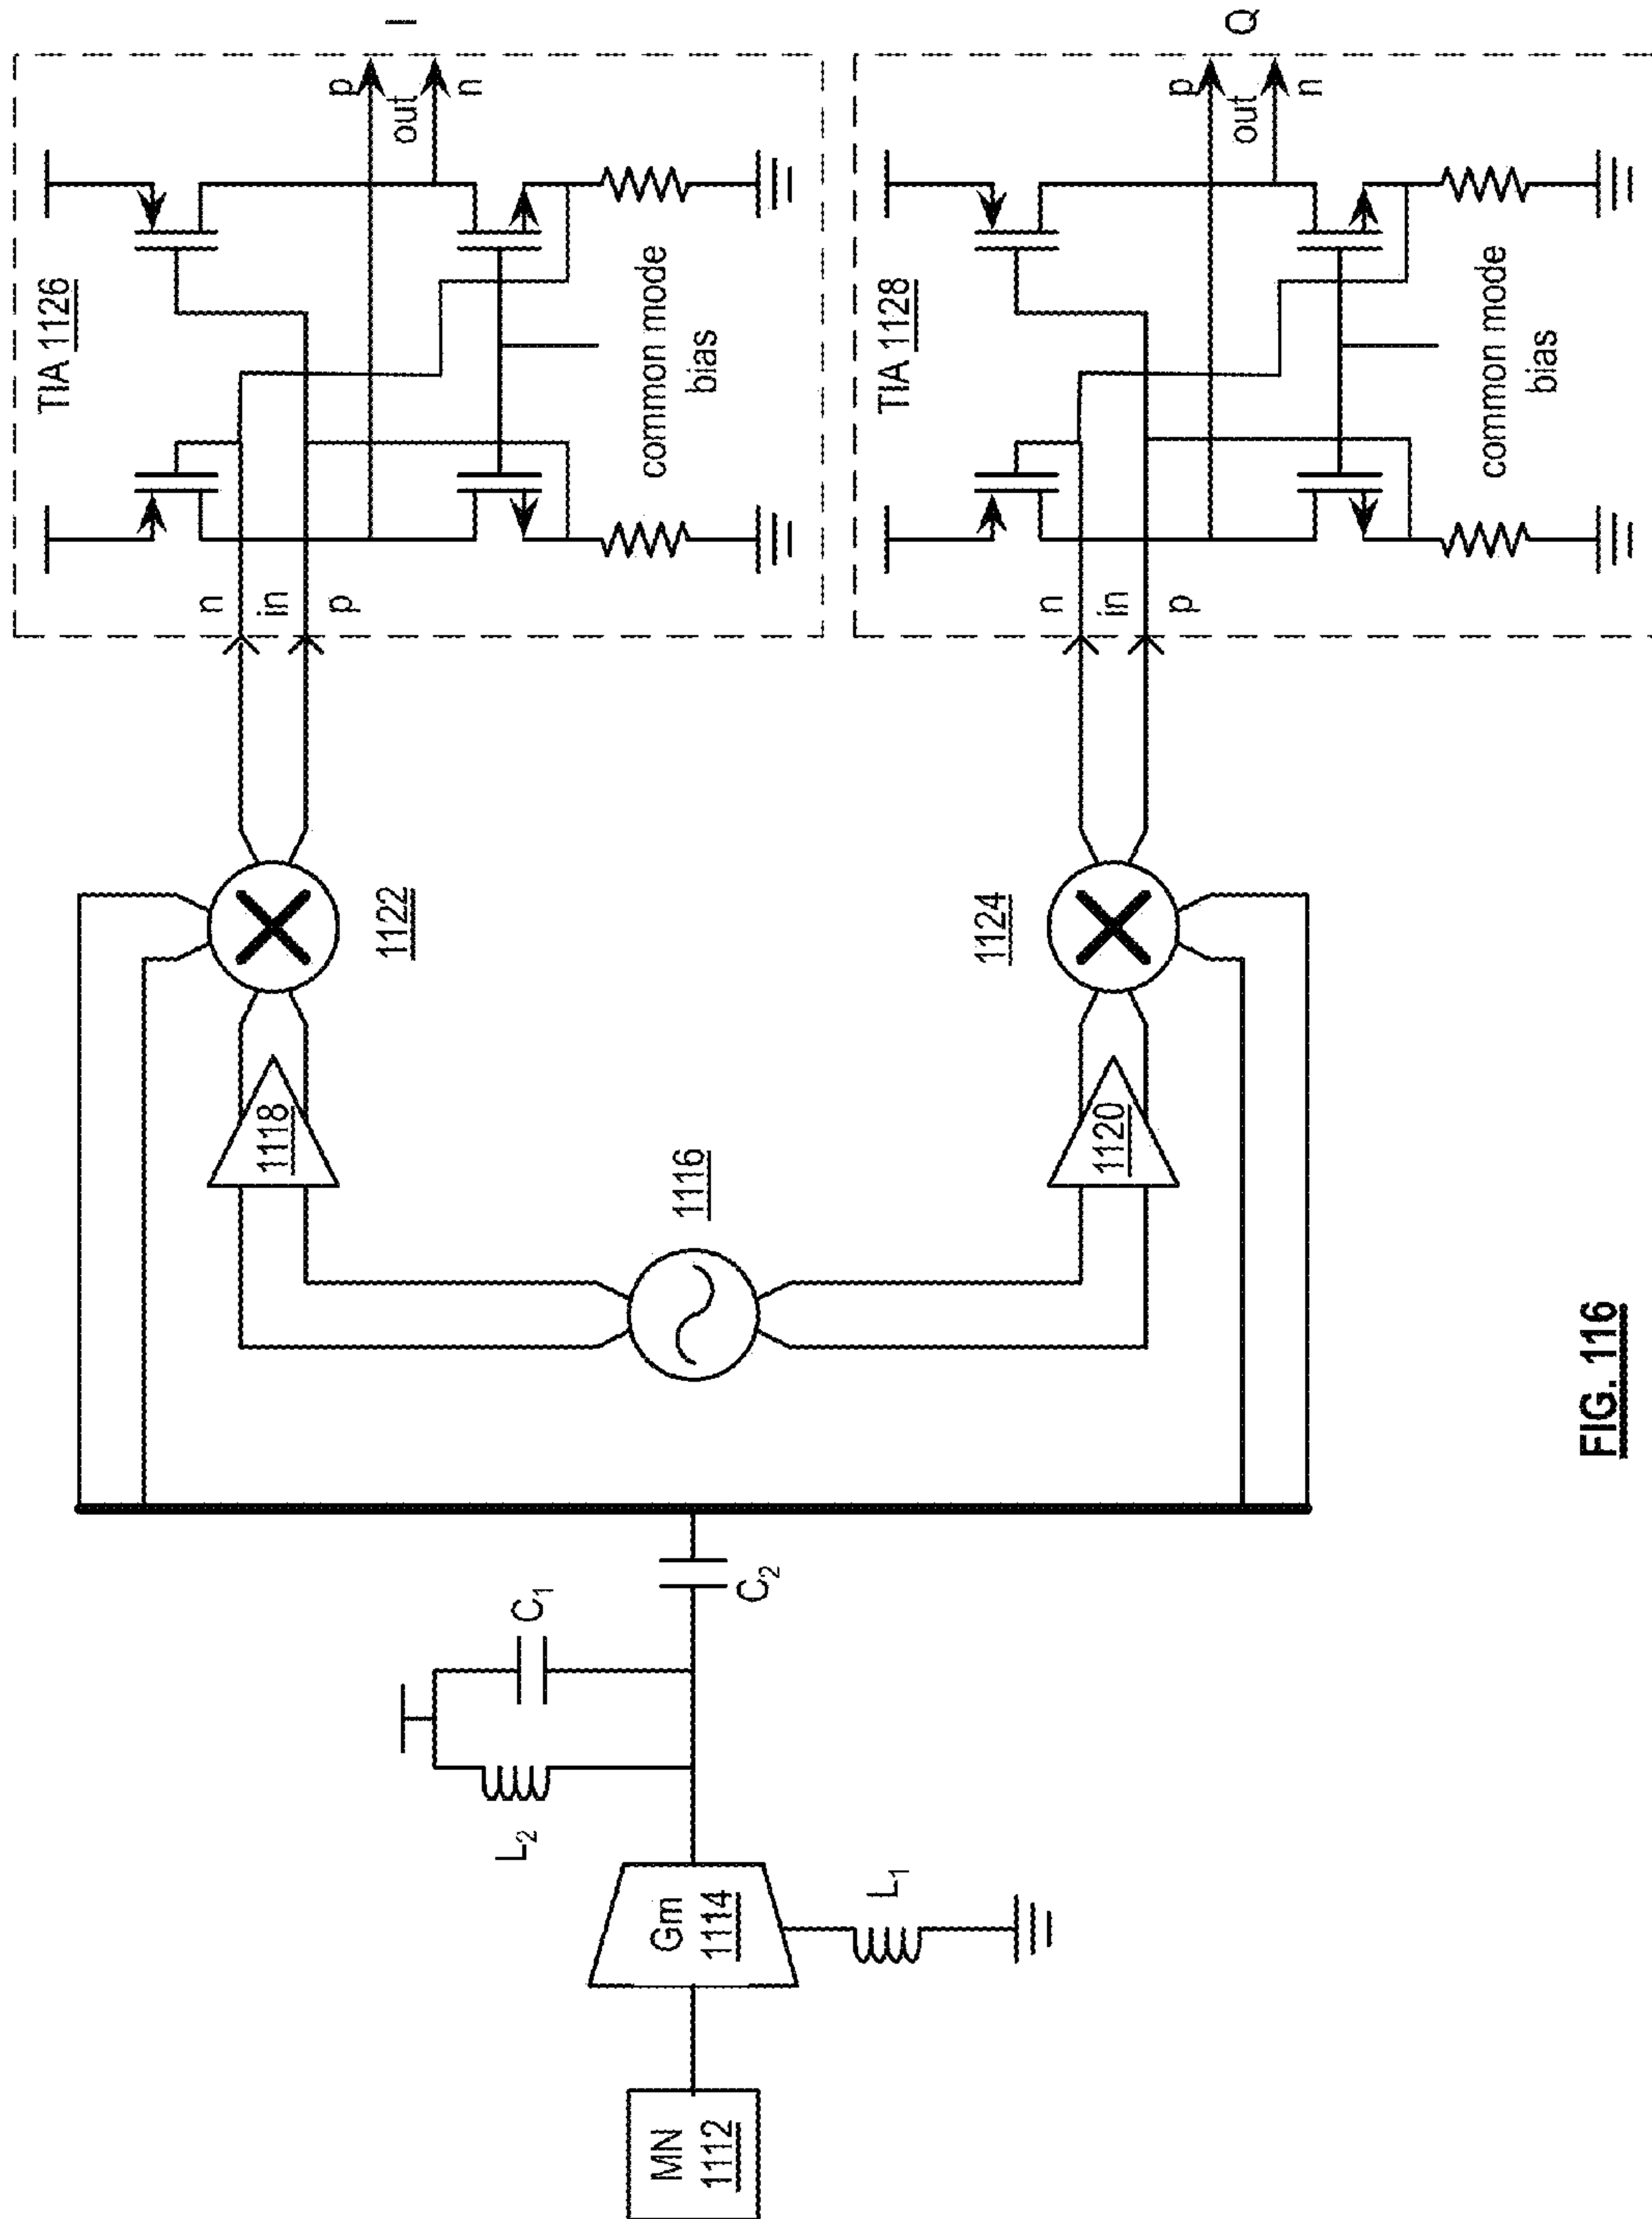 MN
1112
Gm
1114
L1
L2
C1
C2
1116
1118
1120
1122
1124
TIA 1126
n
in
p
common mode
bias
p
out
n
I
TIA 1128
n
in
p
common mode
bias
p
out
n
Q
FIG. 116